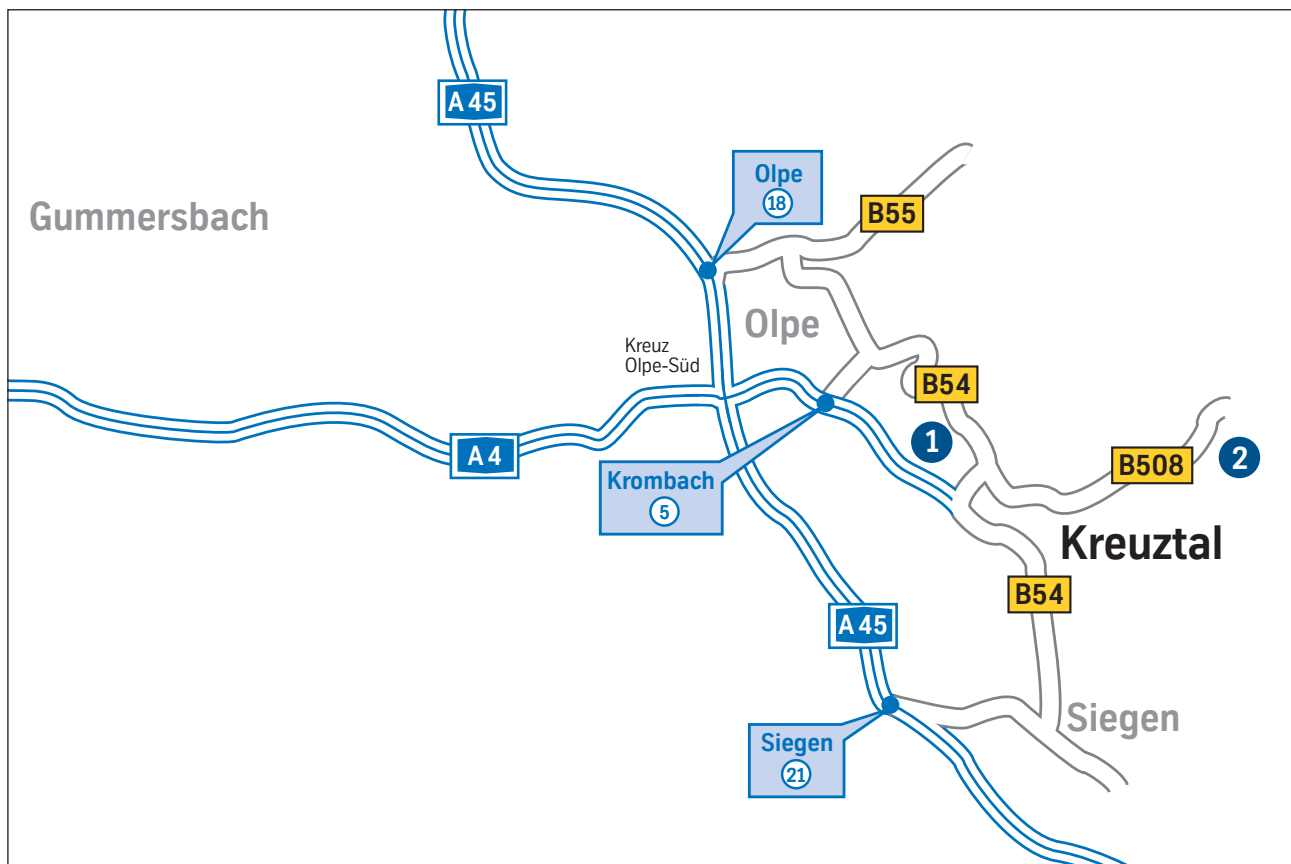 A 45
Olpe
18
Gummersbach
B55
Olpe
Kreuz
Olpe-Süd
B54
1
A 4
B508
2
Krombach
5
Kreuztal
B54
A 45
Siegen
Siegen
21